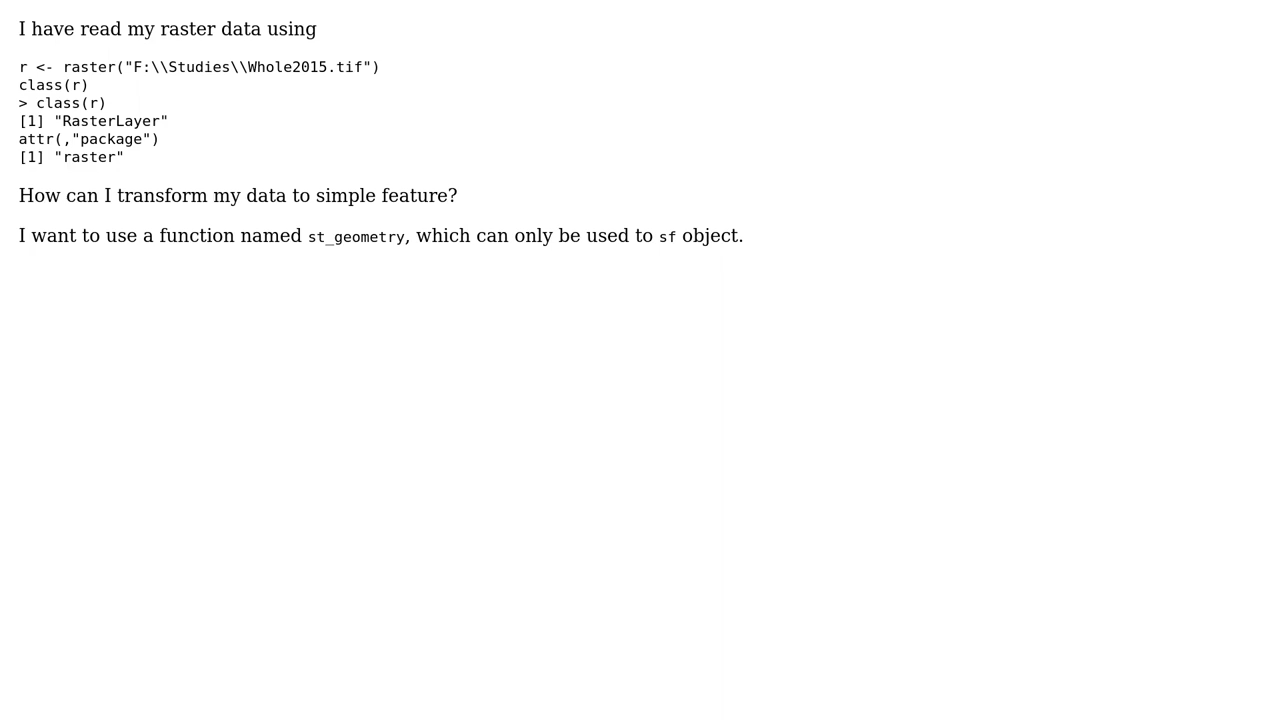 I have read my raster data using
r <- raster("F:\\Studies\\Whole2015.tif")
class(r)
> class(r)
[1] "RasterLayer"
attr(,"package")
[1] "raster"
How can I transform my data to simple feature?
I want to use a function named st_geometry, which can only be used to sf object.